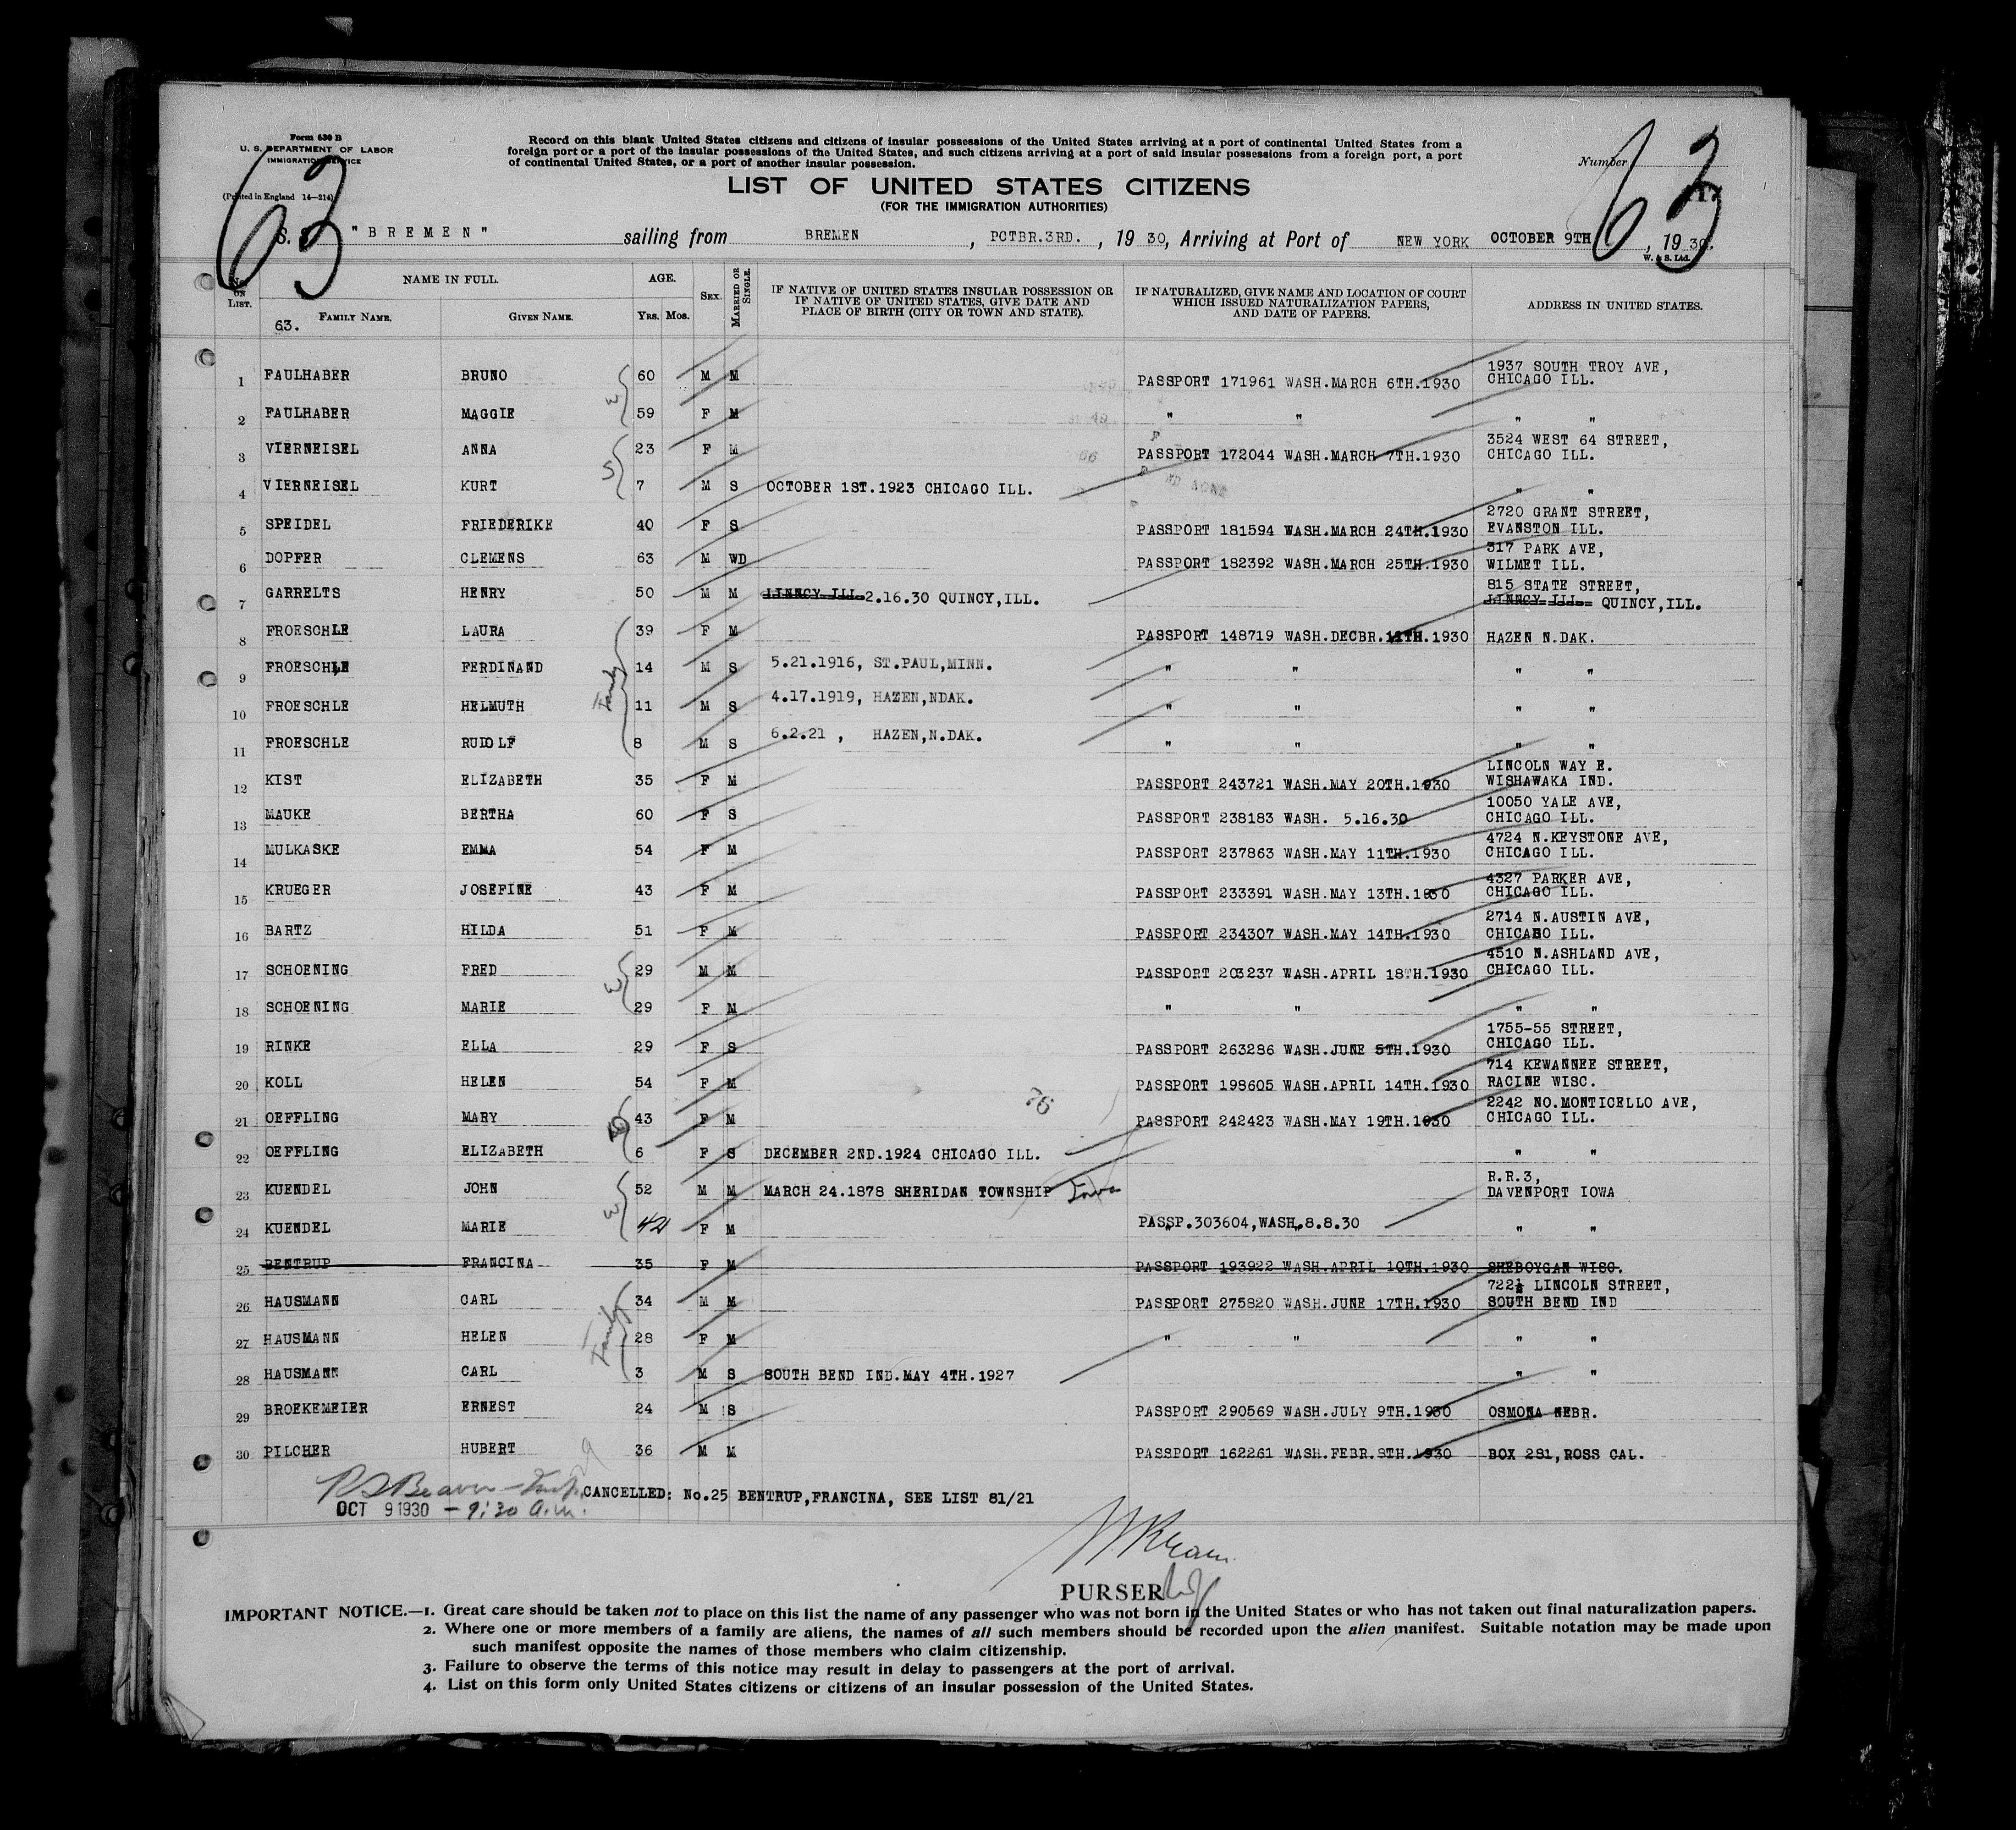 Form 630 B
U. S. DEPARTMENT OF LABOR
IMMIGRATION SERVICE
(Printed in England 14—214)
63
Record on this blank United States citizens and citizens of insular possessions of the United States arriving at a port of continental United States from a
foreign port or a port of the insular possessions of the United States, and such citizens arriving at a port of said insular possessions from a foreign port, a port
of continental United States, or a port of another insular possession.
Number
63
LIST OF UNITED STATES CITIZENS
(FOR THE IMMIGRATION AUTHORITIES)
S. "BREMEN" sailing from BREMEN, PCTBR.3RD., 19 30, Arriving at Port of NEW YORK OCTOBER 9TH, 19 30.
W. & S. Ltd.
No. ON LIST. NAME IN FULL. AGE. SEX. MARRIED OR SINGLE. IF NATIVE OF UNITED STATES INSULAR POSSESSION OR IF NATIVE OF UNITED STATES, GIVE DATE AND PLACE OF BIRTH (CITY OR TOWN AND STATE). IF NATURALIZED, GIVE NAME AND LOCATION OF COURT WHICH ISSUED NATURALIZATION PAPERS, AND DATE OF PAPERS. ADDRESS IN UNITED STATES.
63. FAMILY NAME. GIVEN NAME. YRS. MOS.
1 FAULHABER BRUNO 60 M M PASSPORT 171961 WASH.MARCH 6TH.1930 1937 SOUTH TROY AVE, CHICAGO ILL.
2 FAULHABER MAGGIE 59 F M " " " "
3 VIERNEISEL ANNA 23 F M PASSPORT 172044 WASH.MARCH 7TH.1930 3524 WEST 64 STREET, CHICAGO ILL.
4 VIERNEISEL KURT 7 M S OCTOBER 1ST.1923 CHICAGO ILL. " "
5 SPEIDEL FRIEDERIKE 40 F S PASSPORT 181594 WASH.MARCH 24TH.1930 2720 GRANT STREET, EVANSTON ILL.
6 DOPFER CLEMENS 63 M WD PASSPORT 182392 WASH.MARCH 25TH.1930 317 PARK AVE, WILMET ILL.
7 GARRELTS HENRY 50 M M LINNCY ILL. 2.16.30 QUINCY,ILL. 815 STATE STREET, LINNCY ILL. QUINCY,ILL.
8 FROESCHLE LAURA 39 F M PASSPORT 148719 WASH.DECBR.11TH.1930 HAZEN N.DAK.
9 FROESCHLE FERDINAND 14 M S 5.21.1916, ST.PAUL,MINN. " " " "
Family
10 FROESCHLE HELMUTH 11 M S 4.17.1919, HAZEN,NDAK. " " " "
11 FROESCHLE RUDOLF 8 M S 6.2.21 , HAZEN,N.DAK. " " " "
12 KIST ELIZABETH 35 F M PASSPORT 243721 WASH.MAY 20TH.1930 LINCOLN WAY E. WISHAWAKA IND.
13 MAUKE BERTHA 60 F S PASSPORT 238183 WASH. 5.16.30 10050 YALE AVE, CHICAGO ILL.
14 MULKASKE EMMA 54 F M PASSPORT 237863 WASH.MAY 11TH.1930 4724 N.KEYSTONE AVE, CHICAGO ILL.
15 KRUEGER JOSEFINE 43 F M PASSPORT 233391 WASH.MAY 13TH.1930 4327 PARKER AVE, CHICAGO ILL.
16 BARTZ HILDA 51 F M PASSPORT 234307 WASH.MAY 14TH.1930 2714 N.AUSTIN AVE, CHICAGO ILL.
17 SCHOENING FRED 29 M M PASSPORT 203237 WASH.APRIL 18TH.1930 4510 N.ASHLAND AVE, CHICAGO ILL.
18 SCHOENING MARIE 29 F M " " " "
19 RINKE ELLA 29 F S PASSPORT 263286 WASH.JUNE 5TH.1930 1755-55 STREET, CHICAGO ILL.
20 KOLL HELEN 54 F M PASSPORT 198605 WASH.APRIL 14TH.1930 714 KEWANNEE STREET, RACINE WISC.
21 OEFFLING MARY 43 F M PASSPORT 242423 WASH.MAY 19TH.1930 2242 NO.MONTICELLO AVE, CHICAGO ILL.
22 OEFFLING ELIZABETH 6 F S DECEMBER 2ND.1924 CHICAGO ILL. " "
23 KUENDEL JOHN 52 M M MARCH 24.1878 SHERIDAN TOWNSHIP Iowa R.R.3, DAVENPORT IOWA
24 KUENDEL MARIE 42 F M PASSP.303604,WASH.8.8.30 " "
25 BENTRUP FRANCINA 35 F M PASSPORT 193922 WASH.APRIL 10TH.1930 SHEBOYGAN WISC.
26 HAUSMANN CARL 34 M M PASSPORT 275820 WASH.JUNE 17TH.1930 722½ LINCOLN STREET, SOUTH BEND IND
Family
27 HAUSMANN HELEN 28 F M " " " "
28 HAUSMANN CARL 3 M S SOUTH BEND IND.MAY 4TH.1927 " "
29 BROEKEMEIER ERNEST 24 M S PASSPORT 290569 WASH.JULY 9TH.1930 OSMONA NEBR.
30 PILCHER HUBERT 36 M M PASSPORT 162261 WASH.FEBR.8TH.1930 BOX 281,ROSS CAL.
CANCELLED: No.25 BENTRUP,FRANCINA, SEE LIST 81/21
OCT 9 1930 — 9:30 a.m.
PURSER
IMPORTANT NOTICE.—1. Great care should be taken not to place on this list the name of any passenger who was not born in the United States or who has not taken out final naturalization papers.
2. Where one or more members of a family are aliens, the names of all such members should be recorded upon the alien manifest. Suitable notation may be made upon
such manifest opposite the names of those members who claim citizenship.
3. Failure to observe the terms of this notice may result in delay to passengers at the port of arrival.
4. List on this form only United States citizens or citizens of an insular possession of the United States.